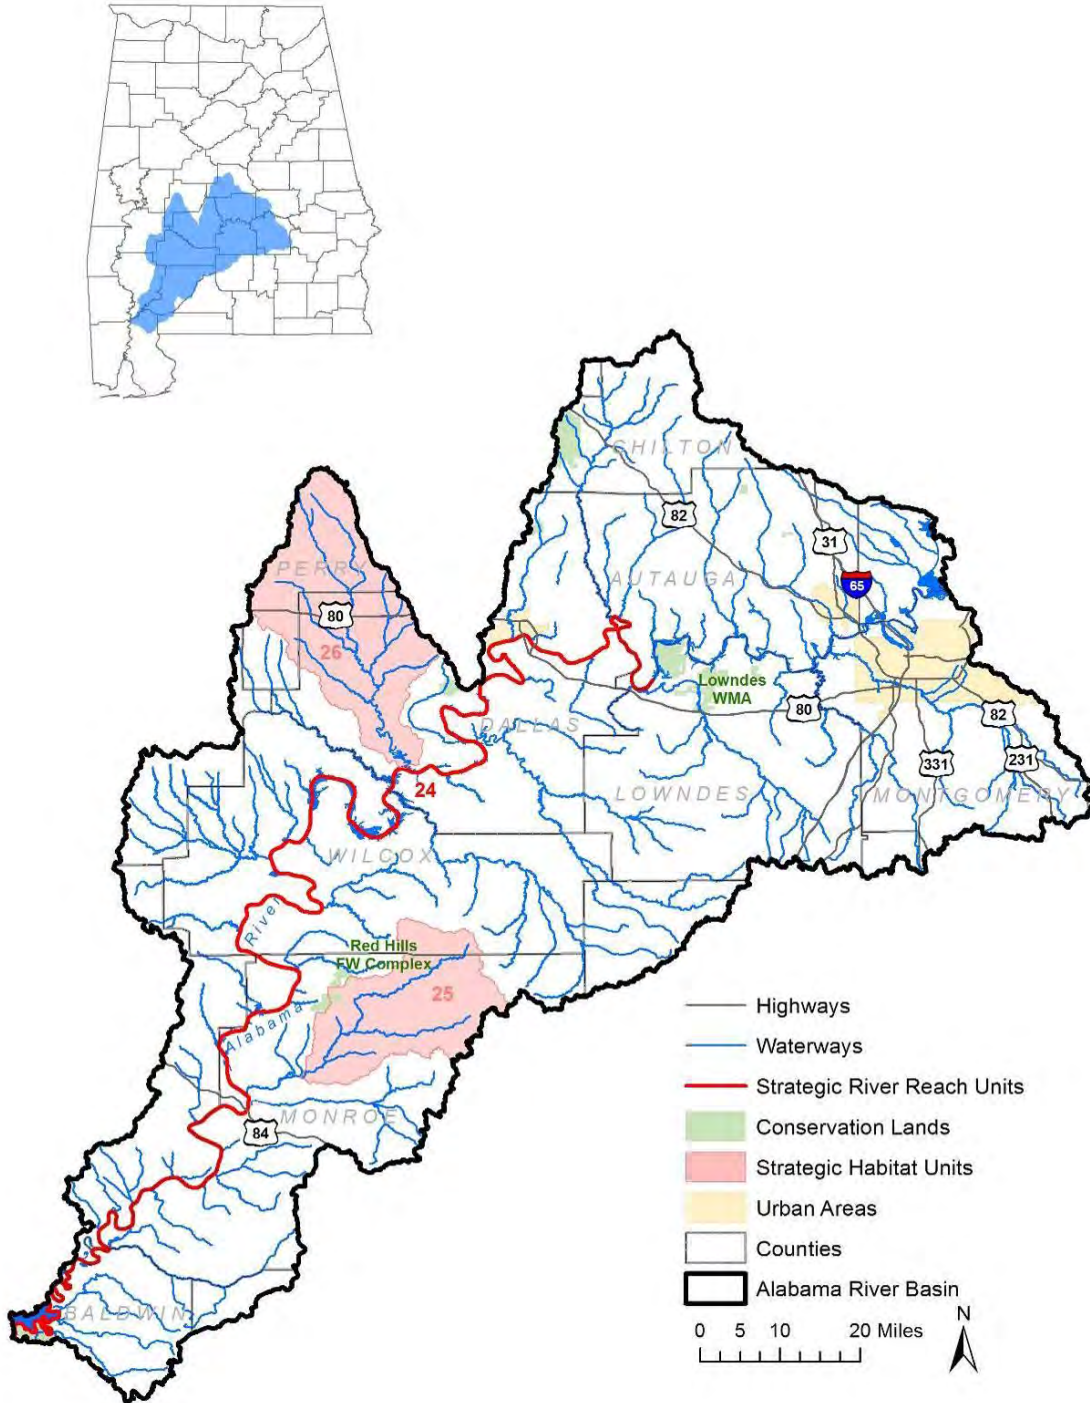 CHILTON
82
31
PERRY
AUTAUGA
65
80
26
Lowndes
WMA
80
DALLAS
82
331
231
24
LOWNDES
MONTGOMERY
WILCOX
River
Red Hills
FW Complex
25
Alabama
MONROE
84
BALDWIN
Highways
Waterways
Strategic River Reach Units
Conservation Lands
Strategic Habitat Units
Urban Areas
Counties
Alabama River Basin
N
0 5 10 20 Miles